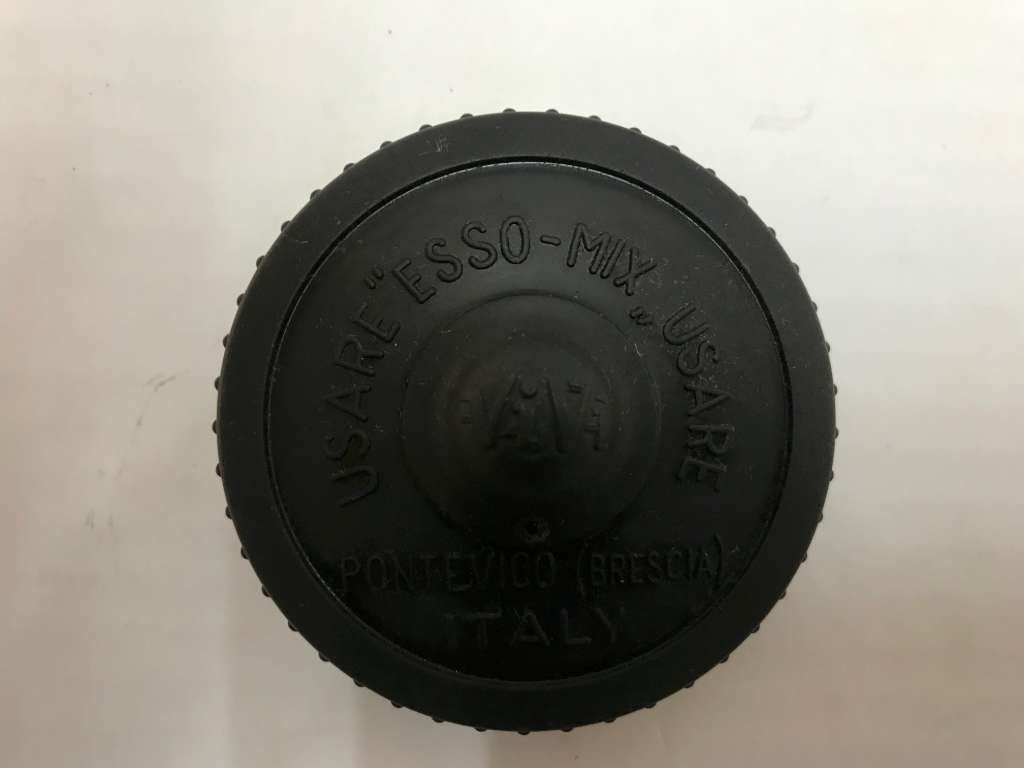 USARE "ESSO-MIX„ USARE
PONTEVICO (BRESCIA)
ITALY